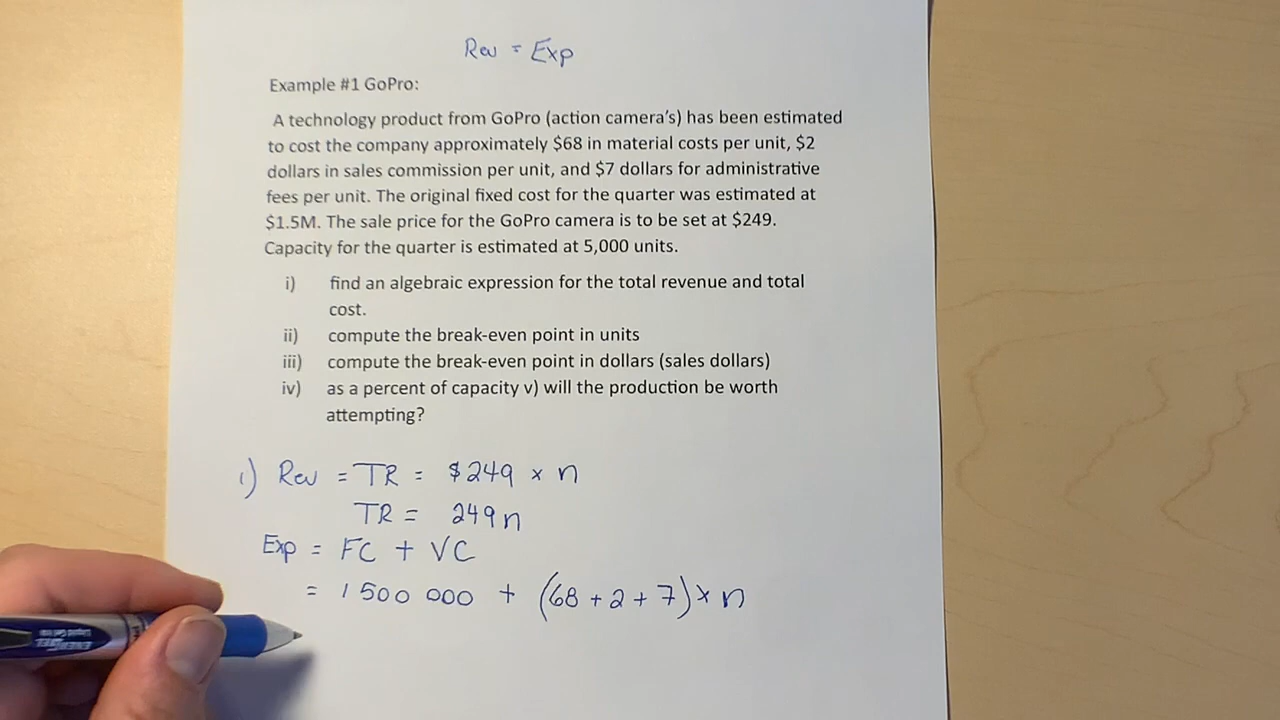 Rev = Exp
Example #1 GoPro:
A technology product from GoPro (action camera's) has been estimated
to cost the company approximately $68 in material costs per unit, $2
dollars in sales commission per unit, and $7 dollars for administrative
fees per unit. The original fixed cost for the quarter was estimated at
$1.5M. The sale price for the GoPro camera is to be set at $249.
Capacity for the quarter is estimated at 5,000 units.
i) find an algebraic expression for the total revenue and total
cost.
ii) compute the break-even point in units
iii) compute the break-even point in dollars (sales dollars)
iv) as a percent of capacity v) will the production be worth
attempting?
i) Rev = TR = $249 × n
TR = 249n
Exp = FC + VC
= 1 500 000 + (68 + 2 + 7) × n